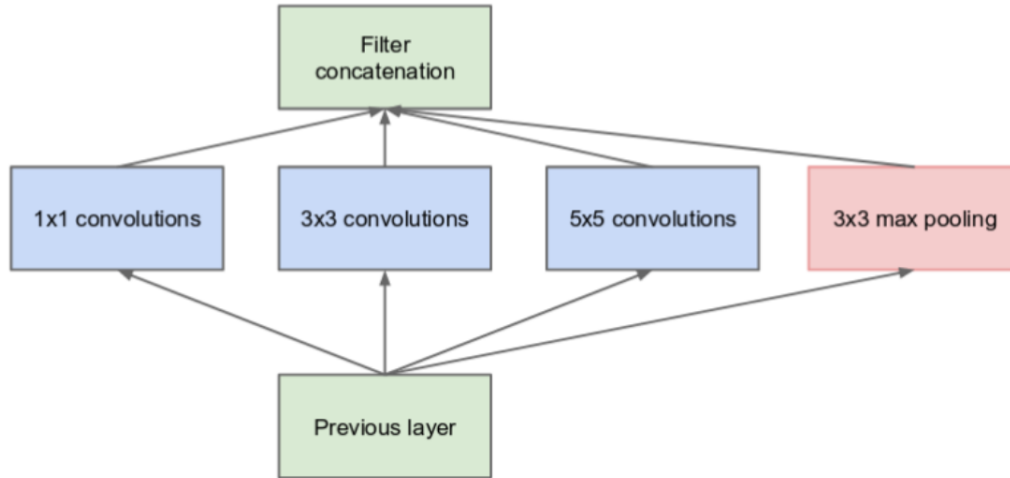 Filter
concatenation
1x1 convolutions
3x3 convolutions
5x5 convolutions
3x3 max pooling
Previous layer